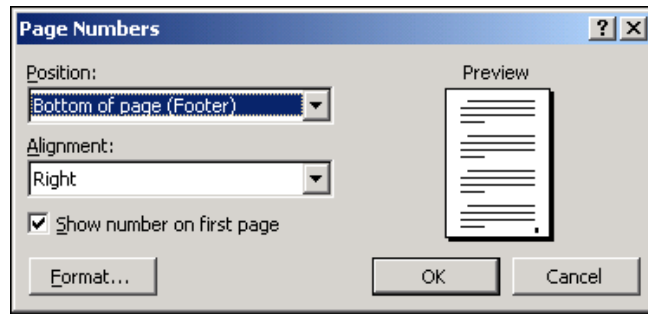 Page Numbers
Position:
Preview
Bottom of page (Footer)
Alignment:
Right
Show number on first page
Format...
OK
Cancel